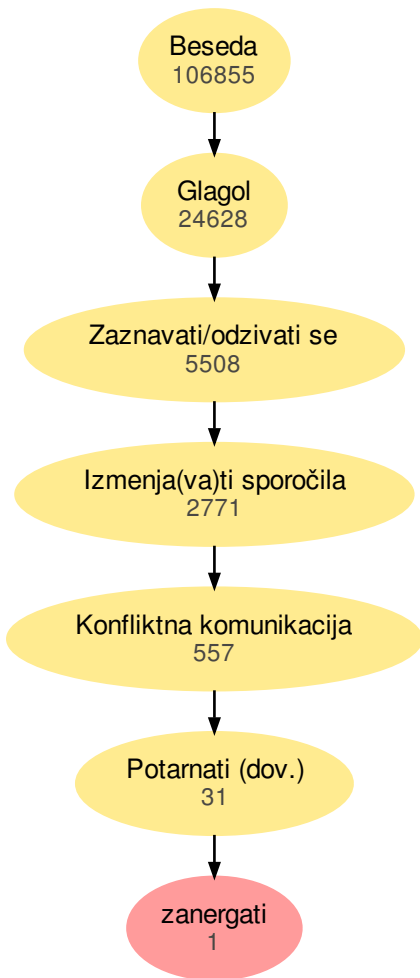 Beseda
106855
Glagol
24628
Zaznavati/odzivati se
5508
Izmenja(va)ti sporočila
2771
Konfliktna komunikacija
557
Potarnati (dov.)
31
zanergati
1